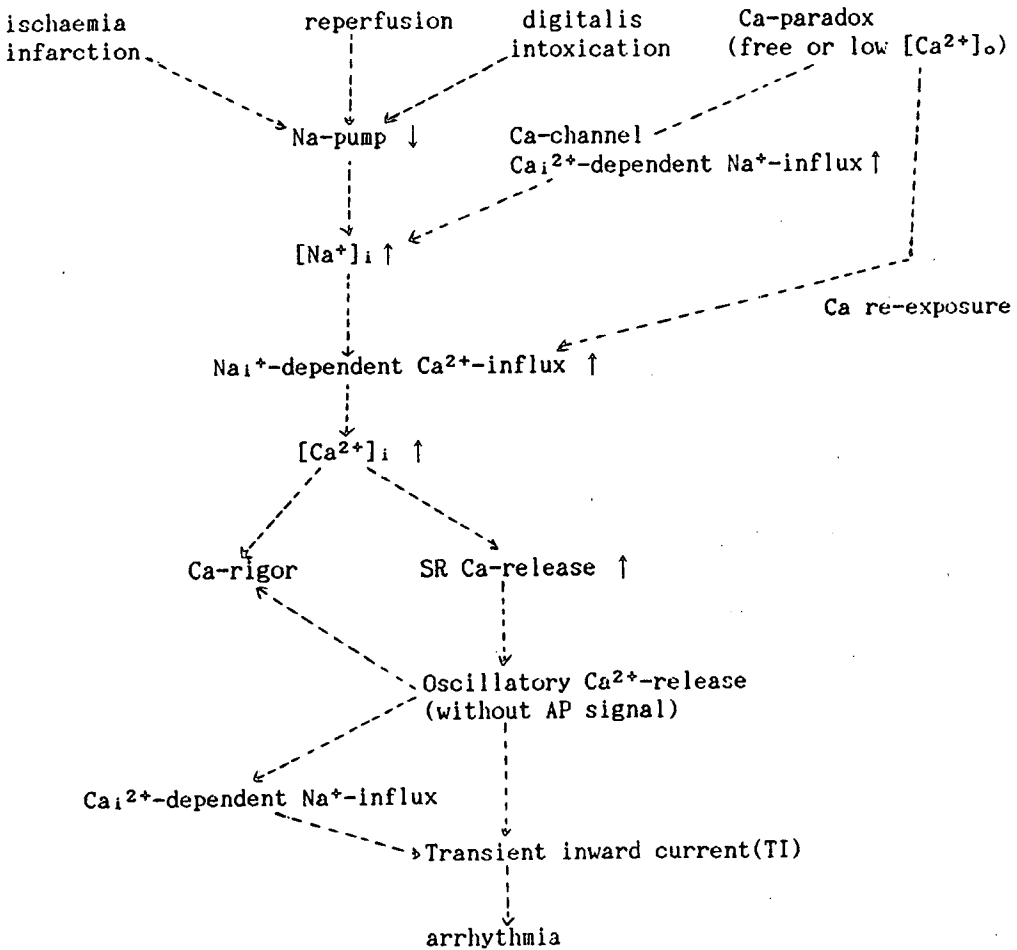 ischaemia
infarction
reperfusion
digitalis
intoxication
Ca-paradox
(free or low [Ca²⁺]ₒ)
Na-pump ↓
Ca-channel
Caᵢ²⁺-dependent Na⁺-influx ↑
[Na⁺]ᵢ ↑
Ca re-exposure
Naᵢ⁺-dependent Ca²⁺-influx ↑
[Ca²⁺]ᵢ ↑
Ca-rigor
SR Ca-release ↑
Oscillatory Ca²⁺-release
(without AP signal)
Caᵢ²⁺-dependent Na⁺-influx
Transient inward current(TI)
arrhythmia